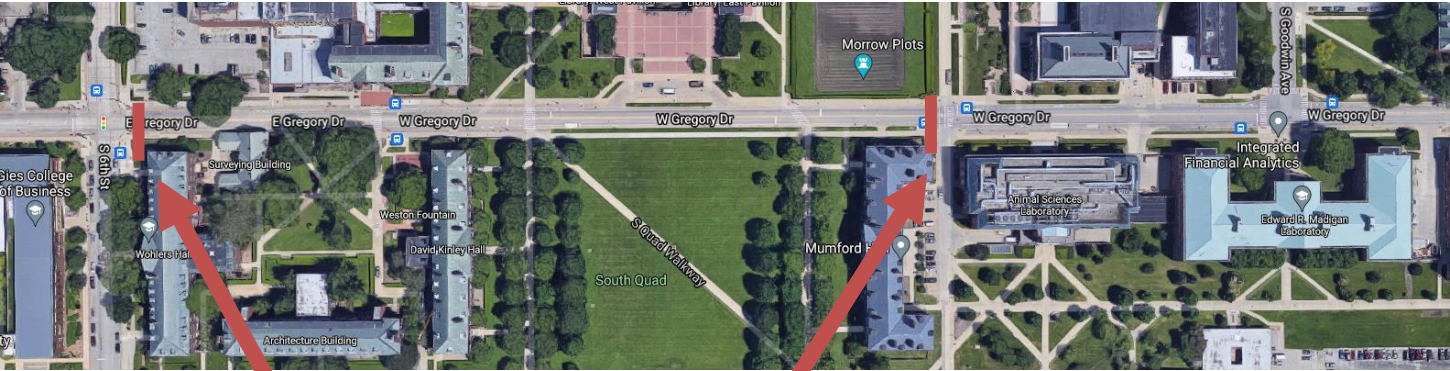 Morrow Plots
S Goodwin Ave
E Gregory Dr
E Gregory Dr
W Gregory Dr
W Gregory Dr
W Gregory Dr
W Gregory Dr
S 6th St
Gies College
of Business
Surveying Building
Integrated
Financial Analytics
Weston Fountain
Animal Sciences
Laboratory
Edward R. Madigan
Laboratory
Wohlers Hall
David Kinley Hall
S Quad Walkway
Mumford
South Quad
Architecture Building
ty